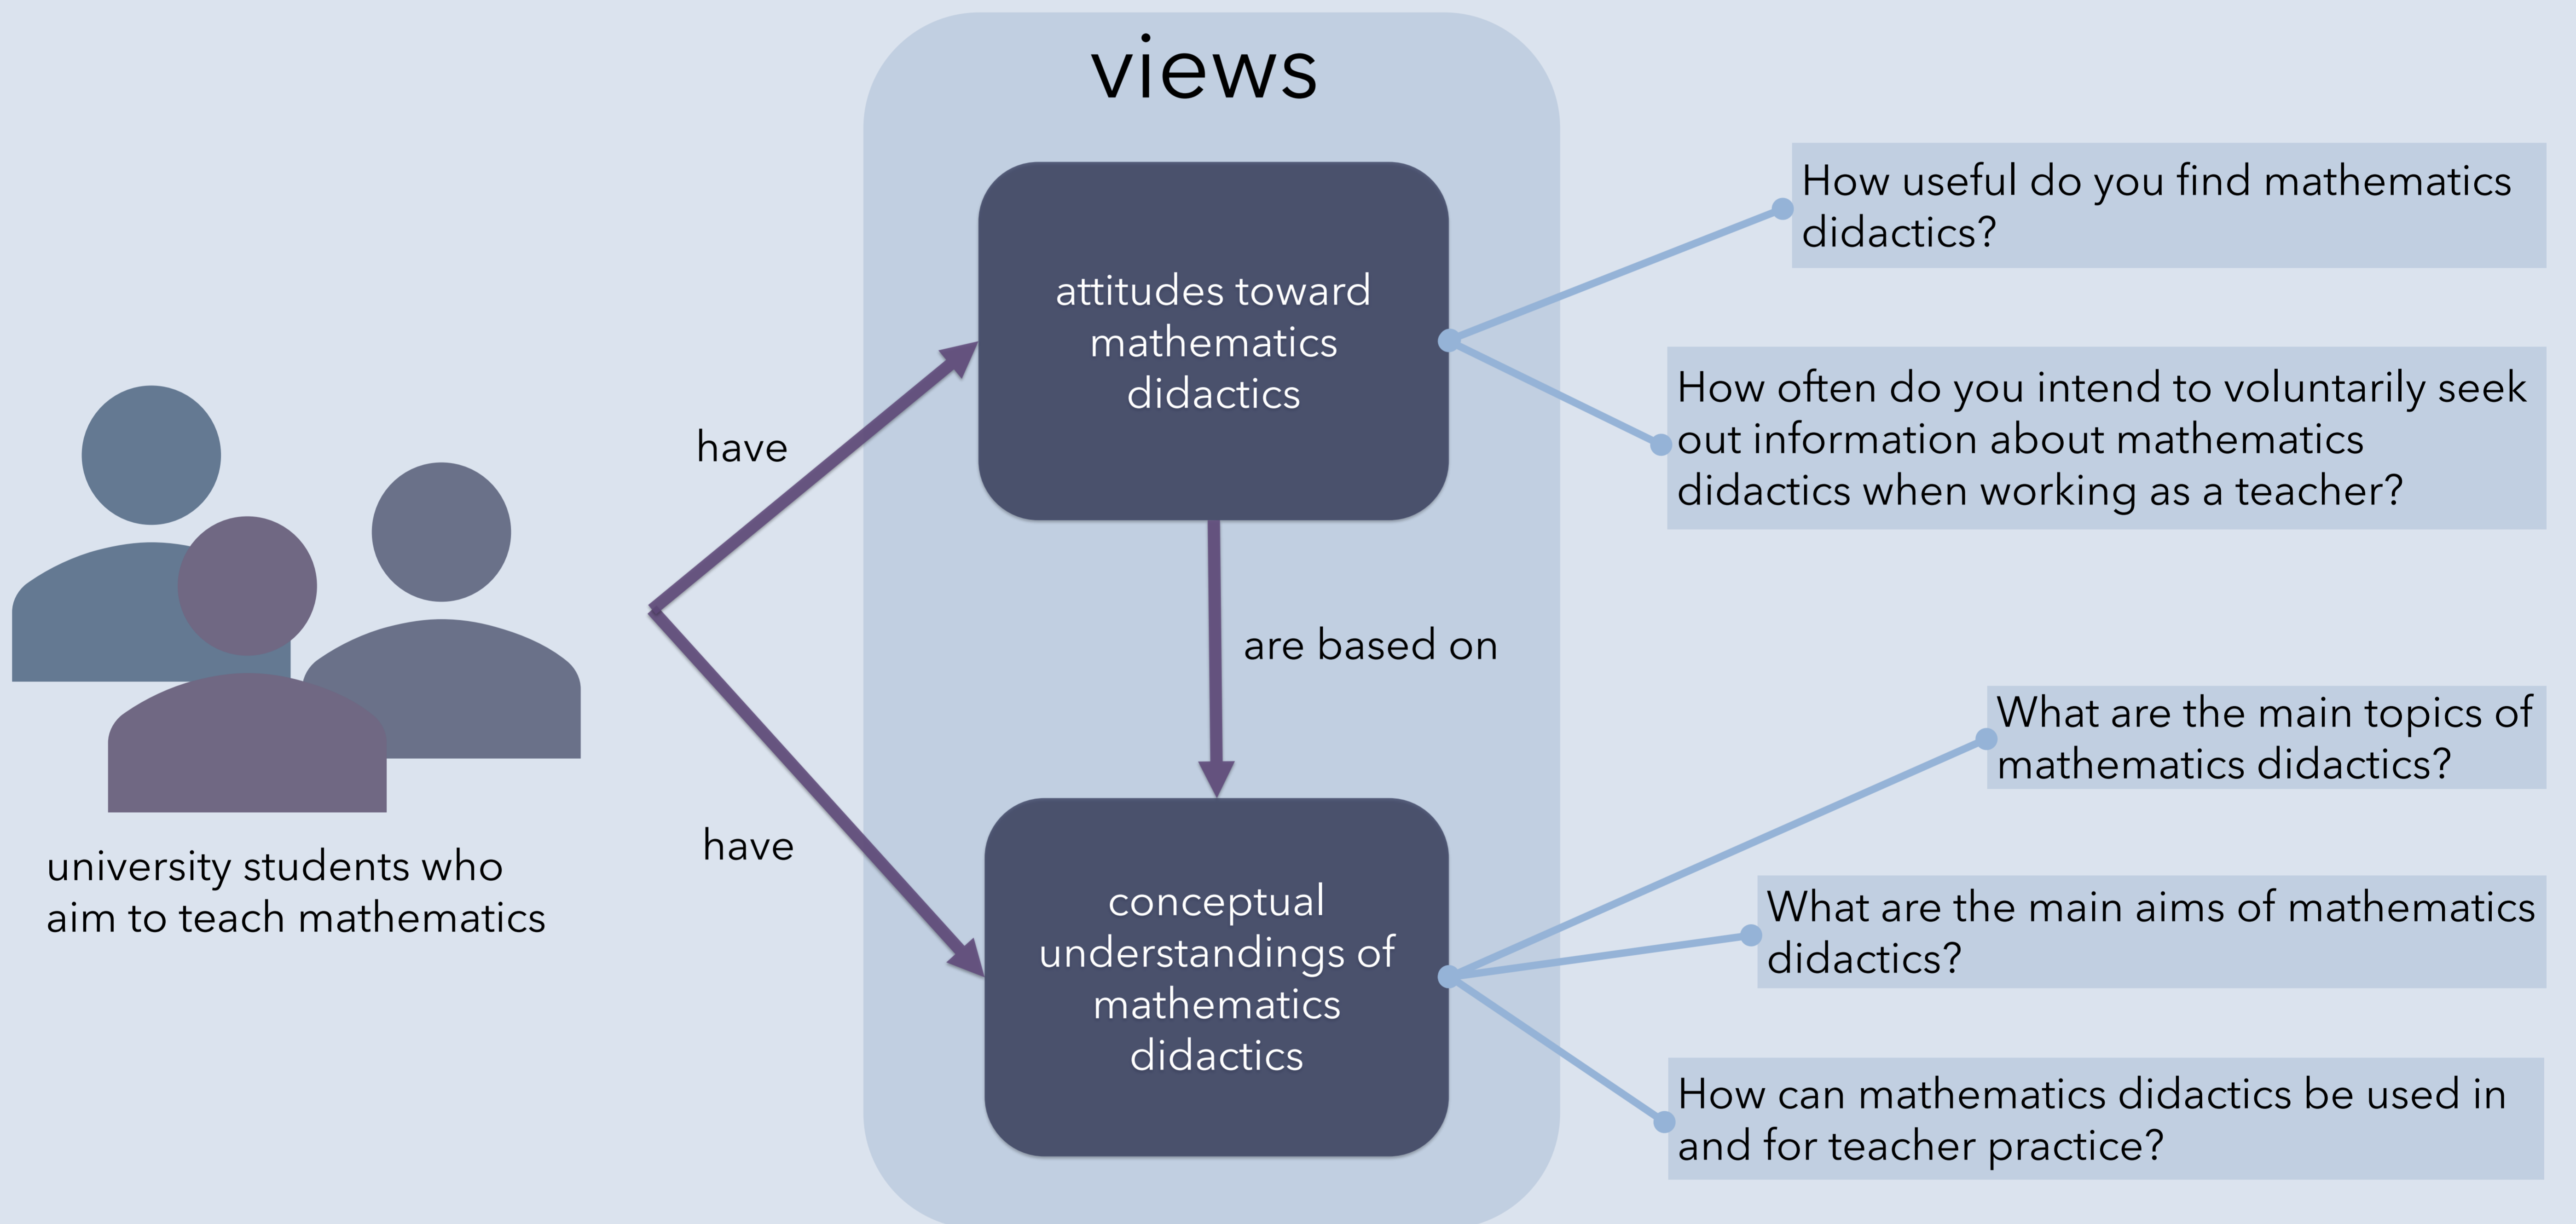 views
attitudes toward
mathematics
didactics
have
are based on
have
conceptual
understandings of
mathematics
didactics
university students who
aim to teach mathematics
How useful do you find mathematics
didactics?
How often do you intend to voluntarily seek
out information about mathematics
didactics when working as a teacher?
What are the main topics of
mathematics didactics?
What are the main aims of mathematics
didactics?
How can mathematics didactics be used in
and for teacher practice?